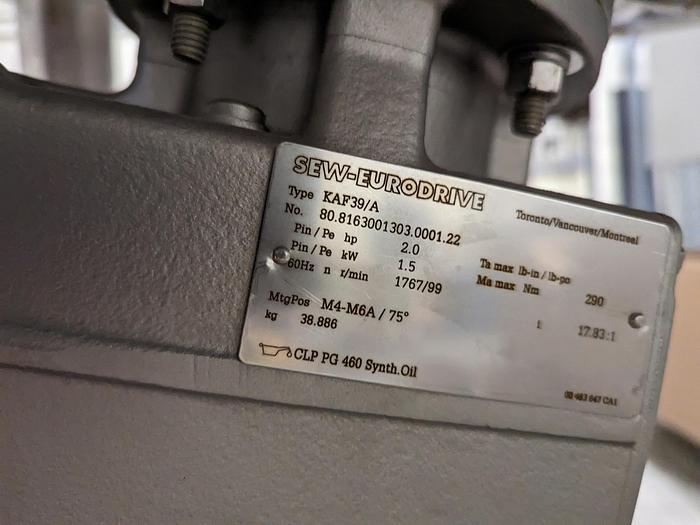 SEW-EURODRIVE
Toronto/Vancouver/Montreal
Type KAF39/A
No. 80.8163001303.0001.22
Pin/Pe hp 2.0
Ta max lb-in/lb-po
Pin/Pe kW 1.5
Ma max Nm 290
60Hz n r/min 1767/99
i 17.83:1
MtgPos M4-M6A / 75°
kg 38.886
CLP PG 460 Synth.Oil
CA1